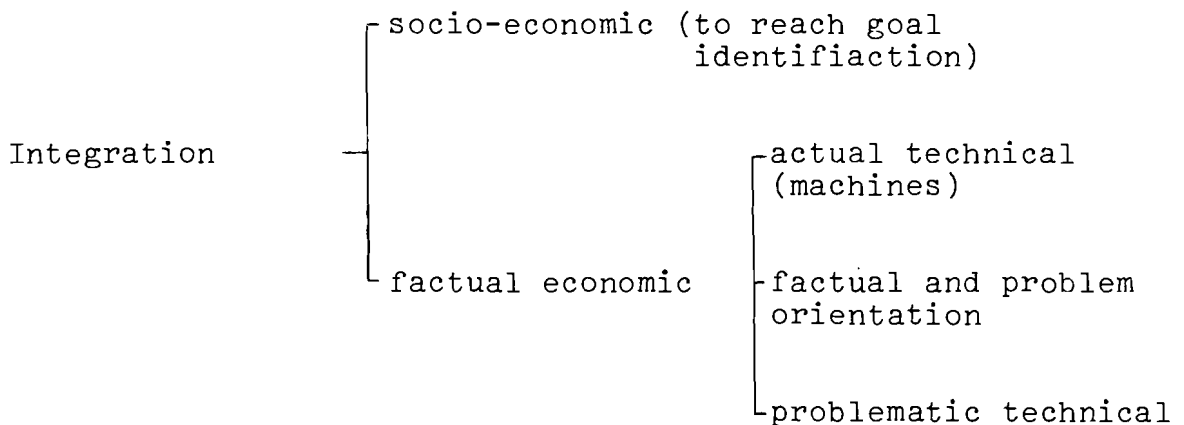 socio-economic (to reach goal
identifiaction)
Integration
actual technical
(machines)
factual economic
factual and problem
orientation
problematic technical